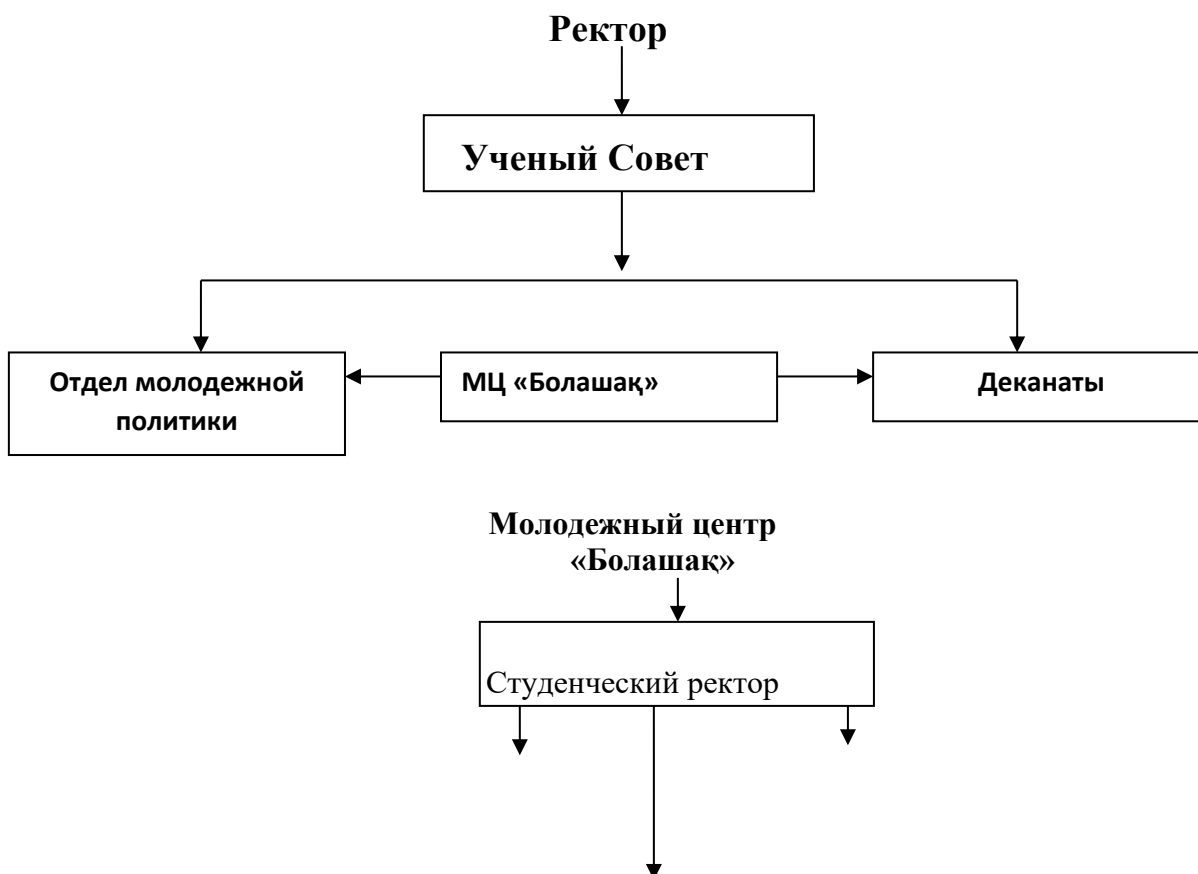 Ректор
Ученый Совет
Отдел молодежной
политики
МЦ «Болашақ»
Деканаты
Молодежный центр
«Болашақ»
Студенческий ректор